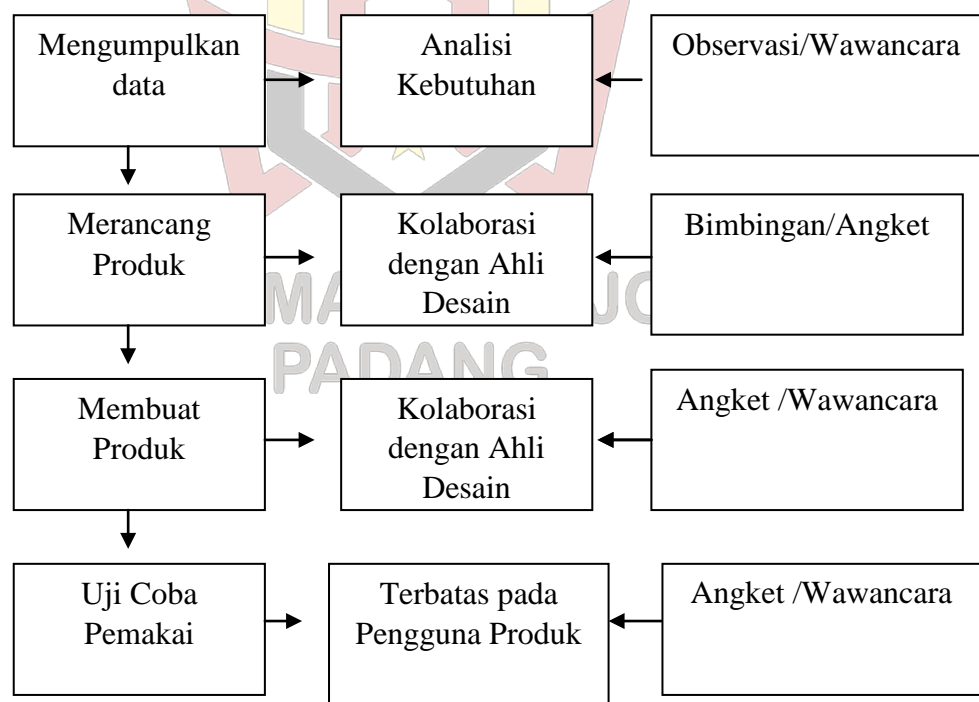 Mengumpulkan
data
Analisi
Kebutuhan
Observasi/Wawancara
Merancang
Produk
Kolaborasi
dengan Ahli
Desain
Bimbingan/Angket
PADANG
Membuat
Produk
Kolaborasi
dengan Ahli
Desain
Angket /Wawancara
Uji Coba
Pemakai
Terbatas pada
Pengguna Produk
Angket /Wawancara